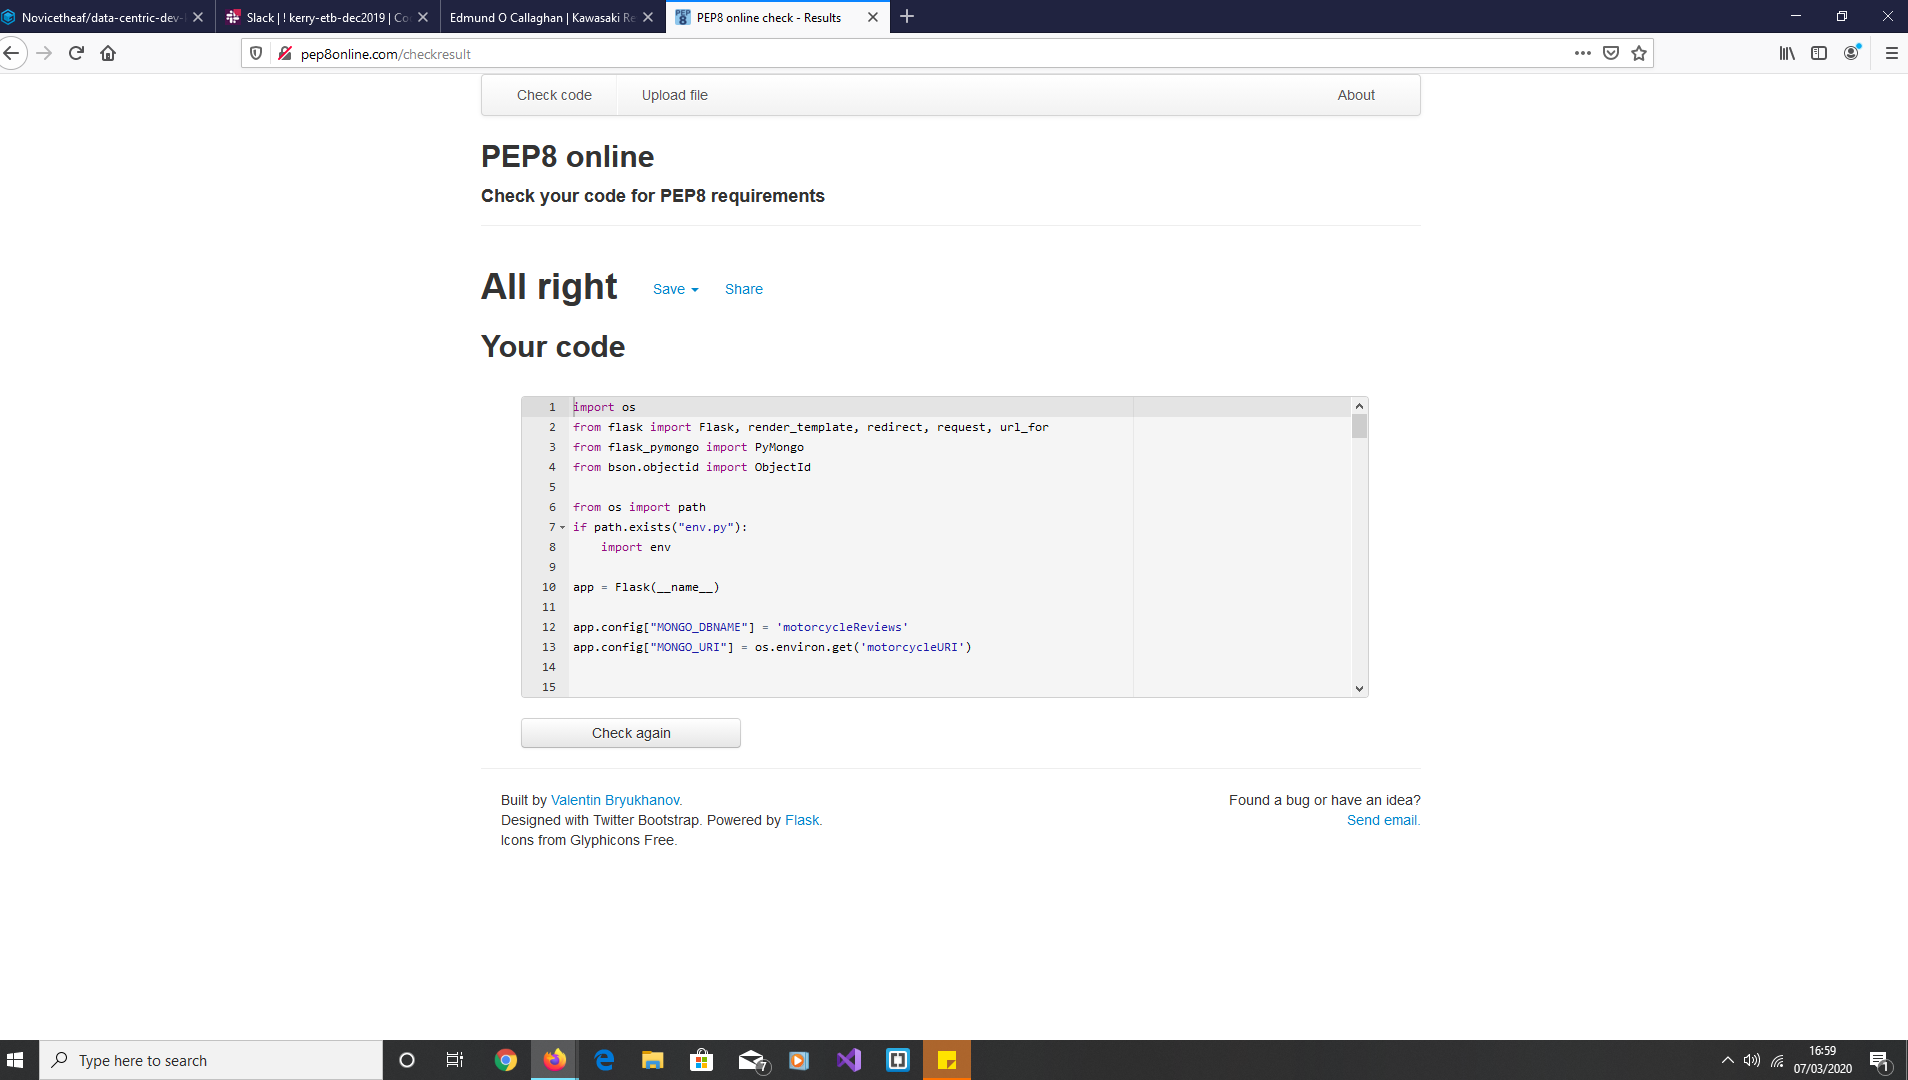 Novicetheaf/data-centric-dev-
Slack | ! kerry-etb-dec2019 | Co
Edmund O Callaghan | Kawasaki Re
PEP8 online check - Results
pep8online.com/checkresult
Check code
Upload file
About
PEP8 online
Check your code for PEP8 requirements
All right
Save
Share
Your code
1 import os
2 from flask import Flask, render_template, redirect, request, url_for
3 from flask_pymongo import PyMongo
4 from bson.objectid import ObjectId
5
6 from os import path
7 if path.exists("env.py"):
8     import env
9
10 app = Flask(__name__)
11
12 app.config["MONGO_DBNAME"] = 'motorcycleReviews'
13 app.config["MONGO_URI"] = os.environ.get('motorcycleURI')
14
15
Check again
Built by Valentin Bryukhanov.
Designed with Twitter Bootstrap. Powered by Flask.
Icons from Glyphicons Free.
Found a bug or have an idea?
Send email.
Type here to search
7
16:59
07/03/2020
1